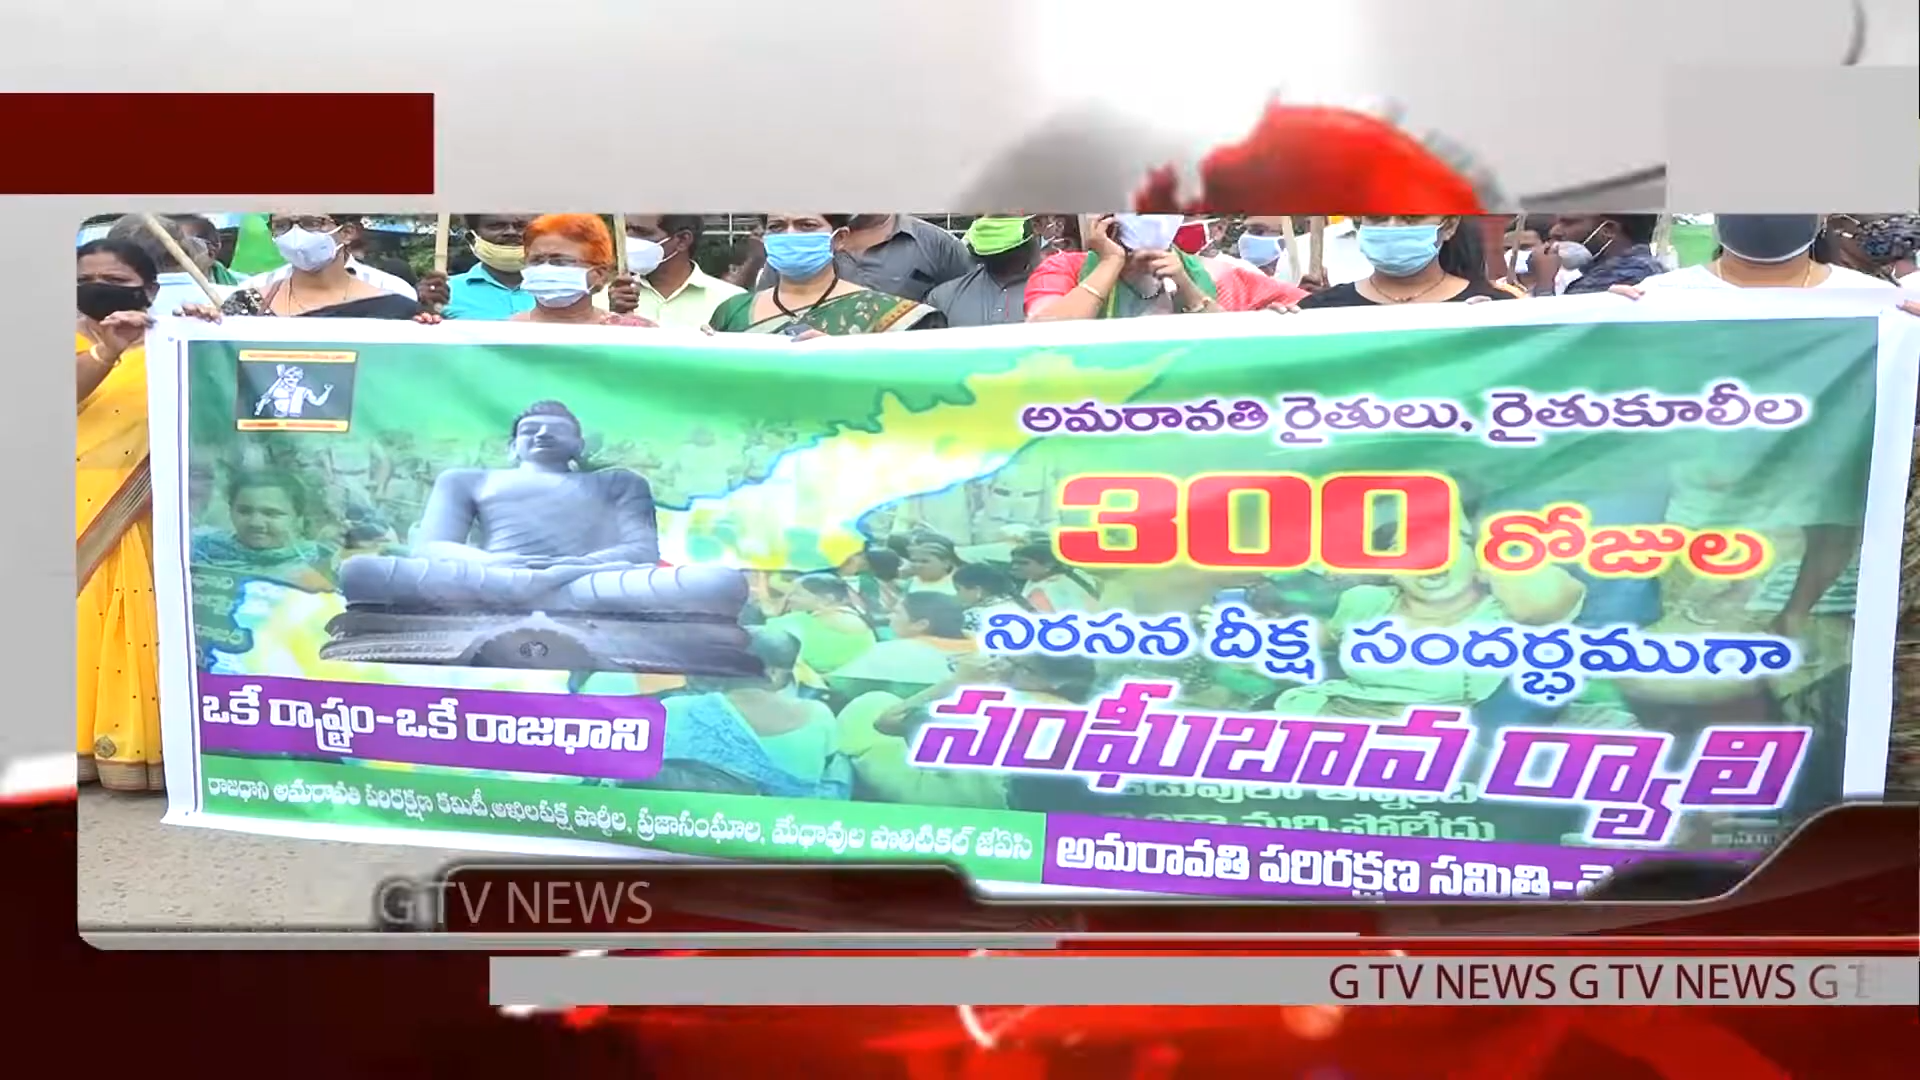 అమరావతి రైతులు, రైతుకూలీల
300 రోజుల
నిరసన దీక్ష సందర్భముగా
సంఘీబావ ర్యాలి
ఒకే రాష్ట్రం-ఒకే రాజధాని
రాజధాని అమరావతి పరిరక్షణ కమిటీ,అఖిలపక్ష పార్టీల, ప్రజాసంఘాల, మేధావుల పొలిటికల్ జేఏసి
అమరావతి పరిరక్షణ సమితి-
G TV NEWS
G TV NEWS G TV NEWS G